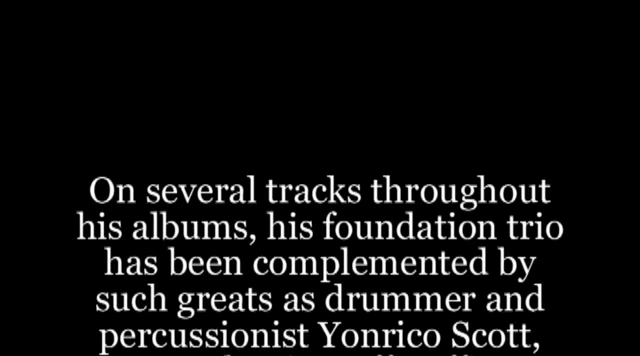 On several tracks throughout
his albums, his foundation trio
has been complemented by
such greats as drummer and
percussionist Yonrico Scott,